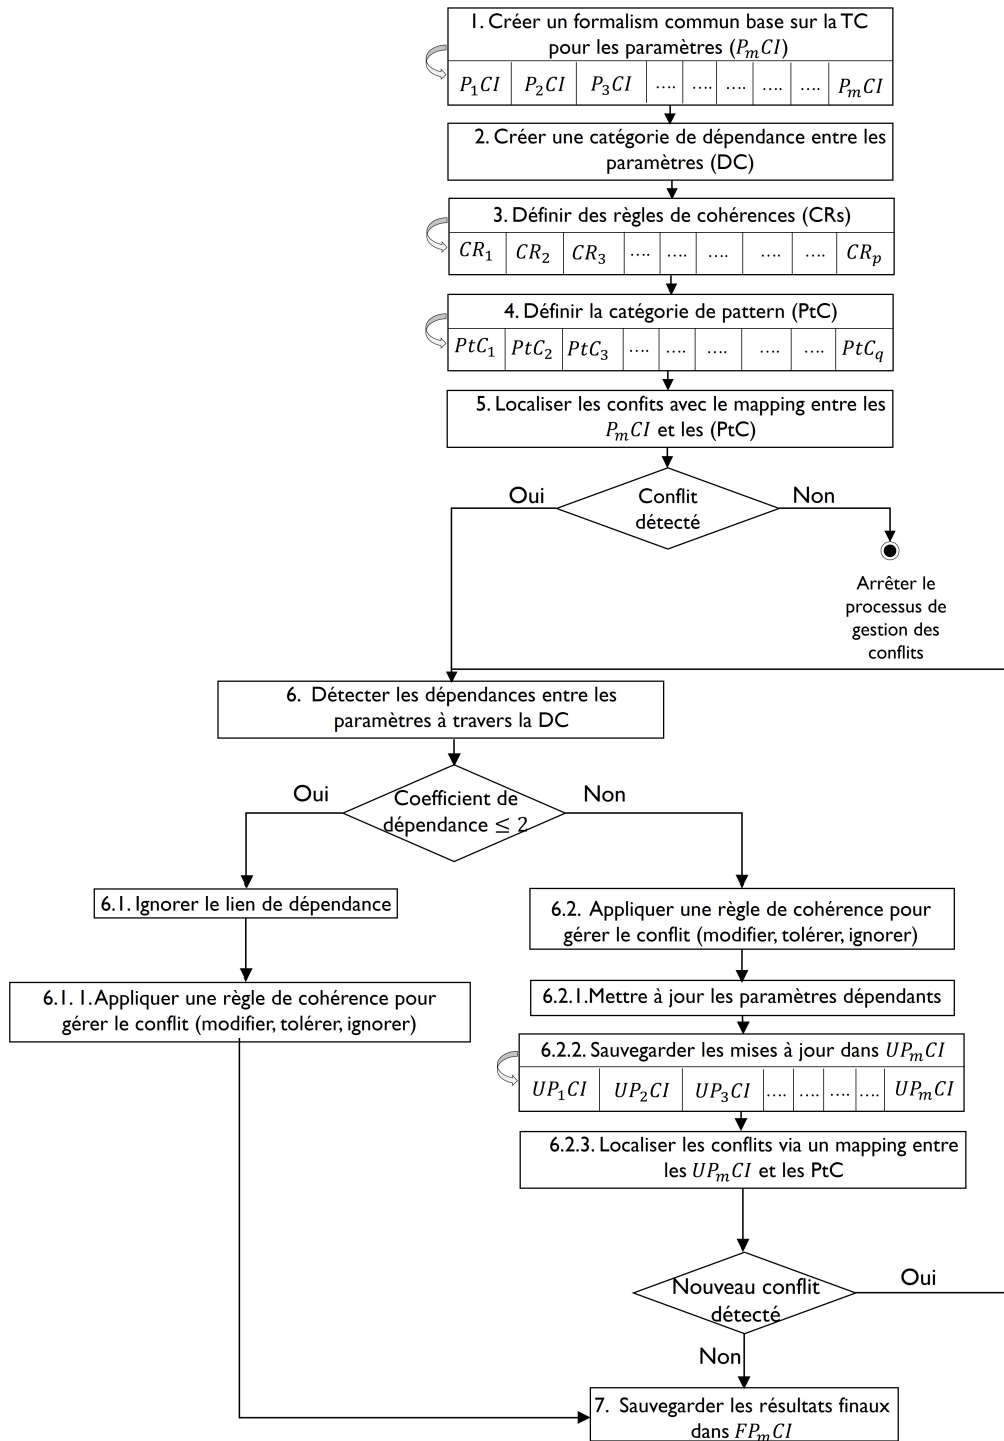 1. Créer un formalism commun base sur la TC
pour les paramètres (PₘCI)
P₁CI P₂CI P₃CI .... .... .... .... .... PₘCI
2. Créer une catégorie de dépendance entre les
paramètres (DC)
3. Définir des règles de cohérences (CRs)
CR₁ CR₂ CR₃ .... .... .... .... .... CRₚ
4. Définir la catégorie de pattern (PtC)
PtC₁ PtC₂ PtC₃ .... .... .... .... .... PtC_q
5. Localiser les confits avec le mapping entre les
PₘCI et les (PtC)
Oui
Conflit
détecté
Non
Arrêter le
processus de
gestion des
conflits
6. Détecter les dépendances entre les
paramètres à travers la DC
Oui
Coefficient de
dépendance ≤ 2
Non
6.1. Ignorer le lien de dépendance
6.1. 1. Appliquer une règle de cohérence pour
gérer le conflit (modifier, tolérer, ignorer)
6.2. Appliquer une règle de cohérence pour
gérer le conflit (modifier, tolérer, ignorer)
6.2.1. Mettre à jour les paramètres dépendants
6.2.2. Sauvegarder les mises à jour dans UPₘCI
UP₁CI UP₂CI UP₃CI .... .... .... .... UPₘCI
6.2.3. Localiser les conflits via un mapping entre
les UPₘCI et les PtC
Nouveau conflit
détecté
Oui
Non
7. Sauvegarder les résultats finaux
dans FPₘCI